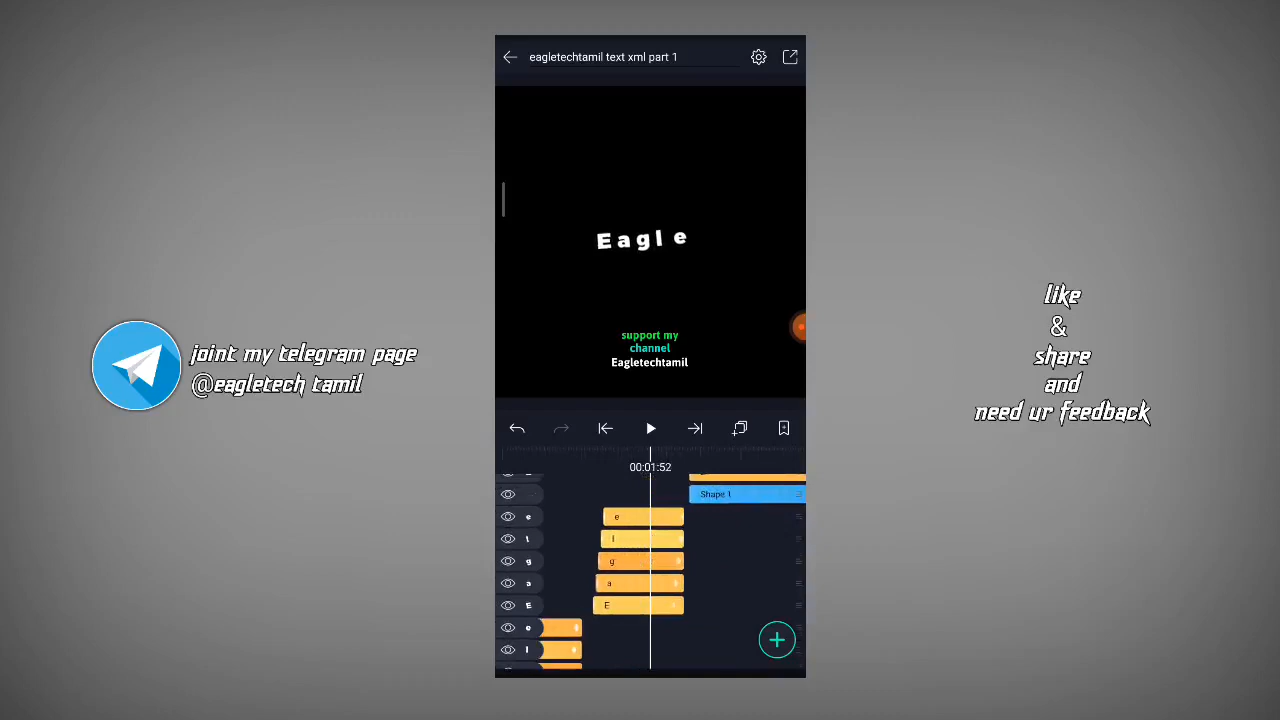 eagletechtamil text xml part 1
Eagle
support my
channel
Eagletechtamil
joint my telegram page
@eagletech tamil
like
&
share
and
need ur feedback
00:01:52
Shape 1
e e
l l
g g
a a
E E
e
l